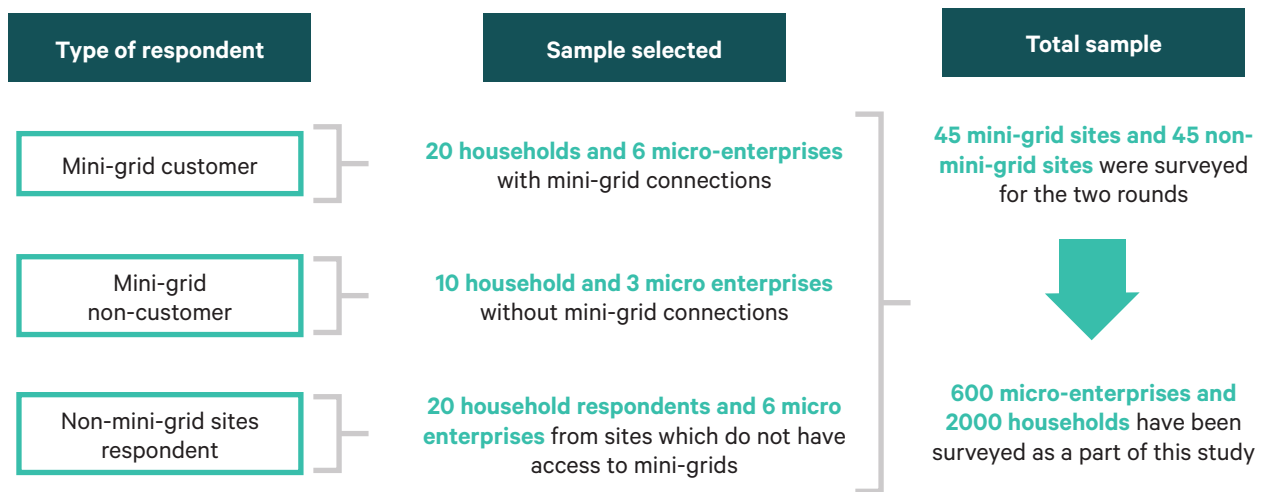 Type of respondent
Sample selected
Total sample
Mini-grid customer
20 households and 6 micro-enterprises
with mini-grid connections
45 mini-grid sites and 45 non-
mini-grid sites were surveyed
for the two rounds
Mini-grid
non-customer
10 household and 3 micro enterprises
without mini-grid connections
Non-mini-grid sites
respondent
20 household respondents and 6 micro
enterprises from sites which do not have
access to mini-grids
600 micro-enterprises and
2000 households have been
surveyed as a part of this study